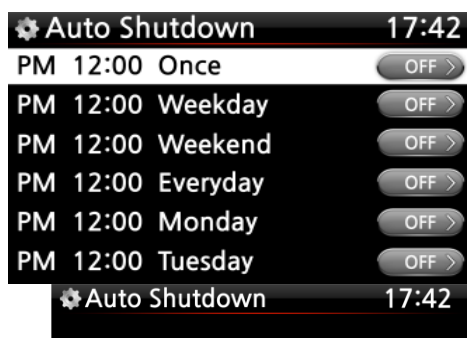 Auto Shutdown 17:42
PM 12:00 Once OFF
PM 12:00 Weekday OFF
PM 12:00 Weekend OFF
PM 12:00 Everyday OFF
PM 12:00 Monday OFF
PM 12:00 Tuesday OFF
Auto Shutdown 17:42